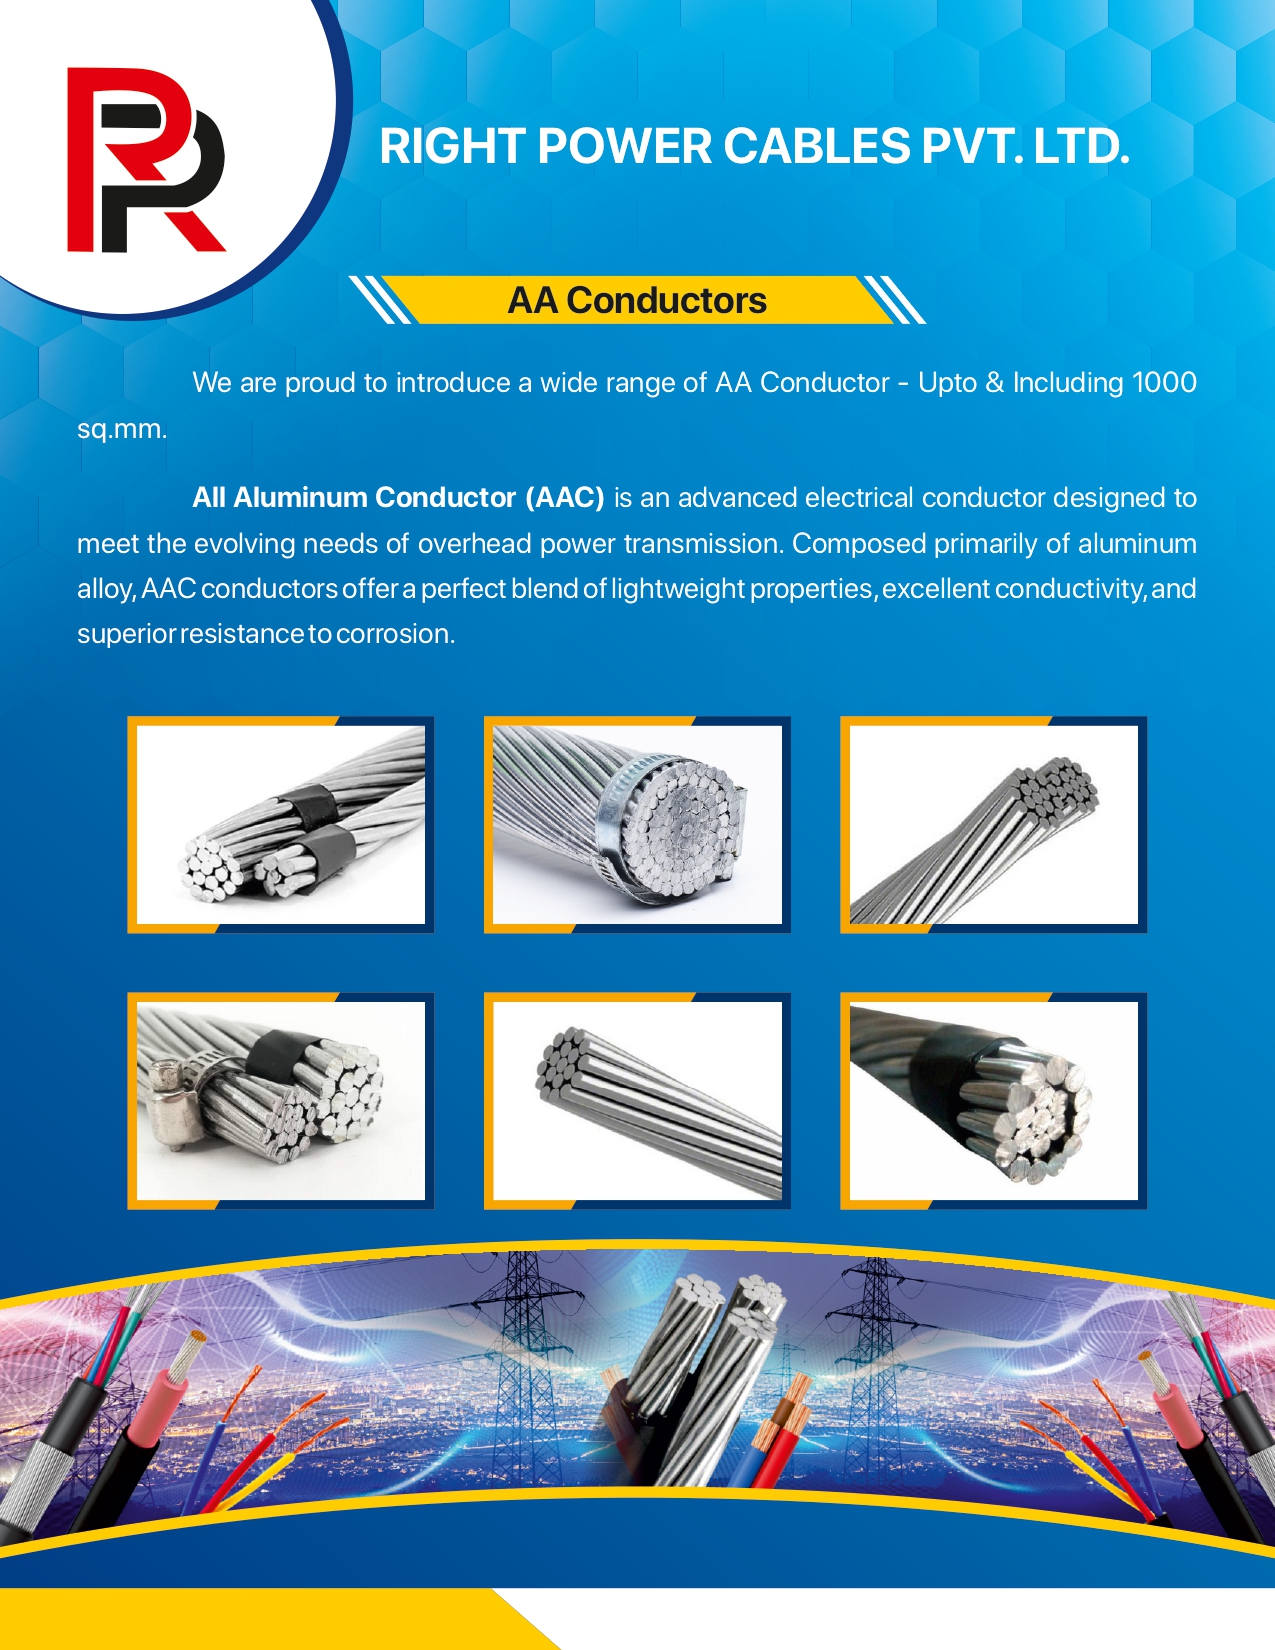 RIGHT POWER CABLES PVT. LTD.
AA Conductors
We are proud to introduce a wide range of AA Conductor - Upto & Including 1000
sq.mm.
All Aluminum Conductor (AAC) is an advanced electrical conductor designed to
meet the evolving needs of overhead power transmission. Composed primarily of aluminum
alloy, AAC conductors offer a perfect blend of lightweight properties, excellent conductivity, and
superior resistance to corrosion.